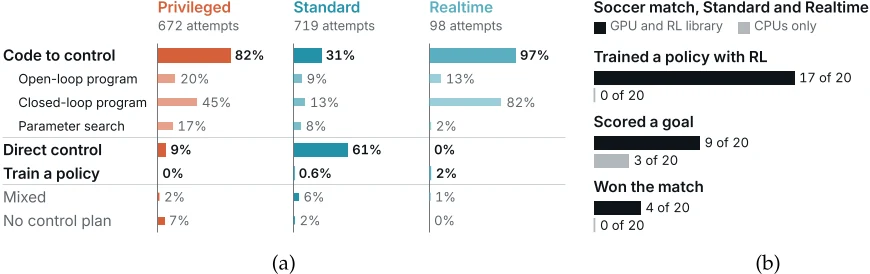 Privileged Standard Realtime
672 attempts 719 attempts 98 attempts
Code to control 82% 31% 97%
Open-loop program 20% 9% 13%
Closed-loop program 45% 13% 82%
Parameter search 17% 8% 2%
Direct control 9% 61% 0%
Train a policy 0% 0.6% 2%
Mixed 2% 6% 1%
No control plan 7% 2% 0%
(a)
Soccer match, Standard and Realtime
GPU and RL library CPUs only
Trained a policy with RL
17 of 20
0 of 20
Scored a goal
9 of 20
3 of 20
Won the match
4 of 20
0 of 20
(b)